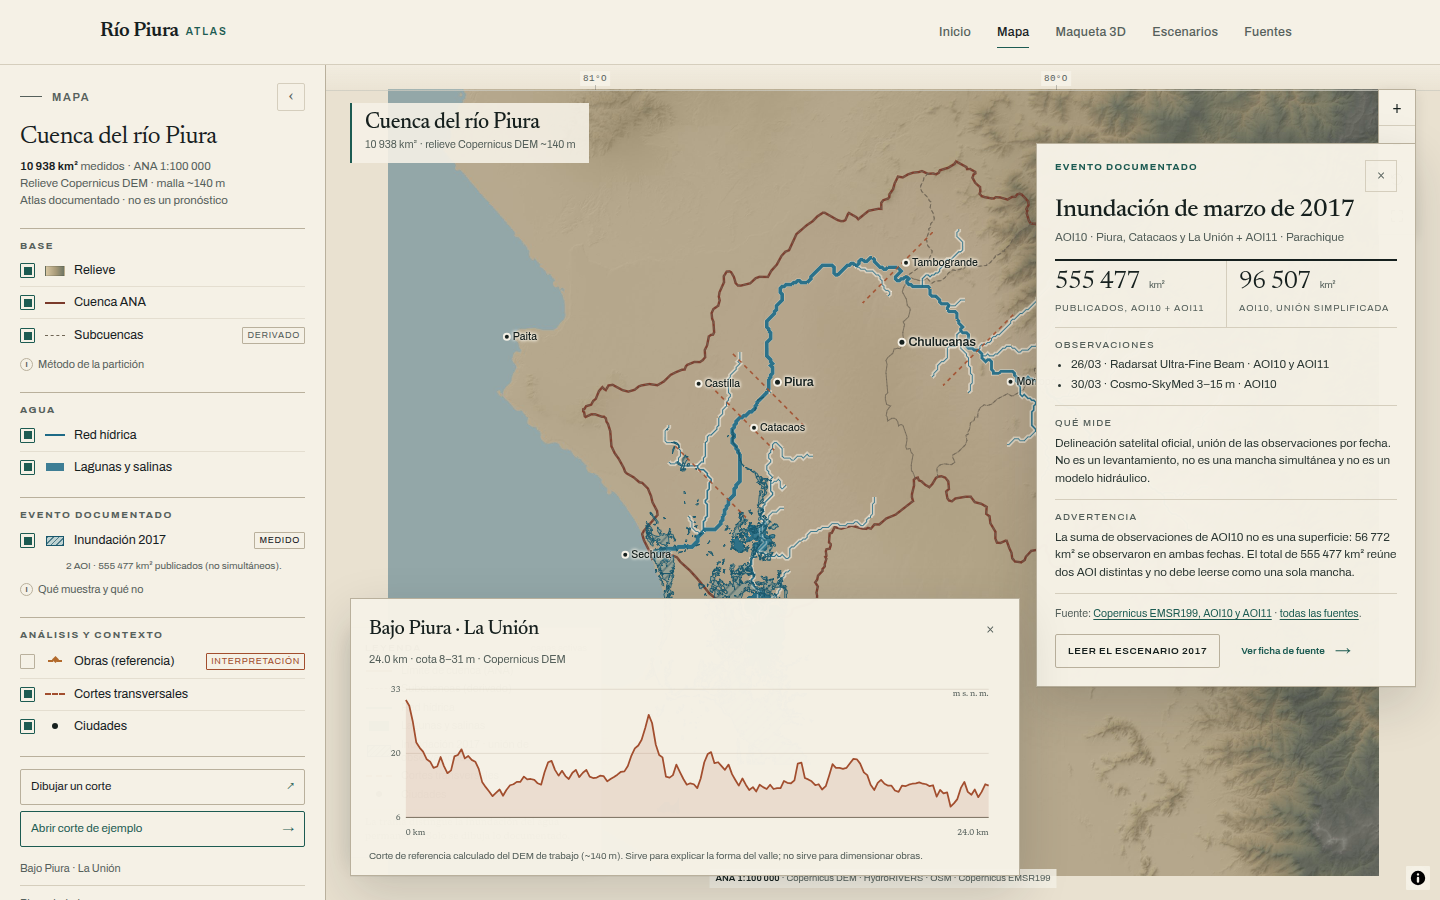 Río Piura ATLAS
Inicio
Mapa
Maqueta 3D
Escenarios
Fuentes
MAPA
‹
Cuenca del río Piura
10 938 km² medidos · ANA 1:100 000
Relieve Copernicus DEM · malla ~140 m
Atlas documentado · no es un pronóstico
BASE
Relieve
Cuenca ANA
Subcuencas DERIVADO
Método de la partición
AGUA
Red hídrica
Lagunas y salinas
EVENTO DOCUMENTADO
Inundación 2017 MEDIDO
2 AOI · 555 477 km² publicados (no simultáneos).
Qué muestra y qué no
ANÁLISIS Y CONTEXTO
Obras (referencia) INTERPRETACIÓN
Cortes transversales
Ciudades
Dibujar un corte ↗
Abrir corte de ejemplo →
Bajo Piura · La Unión
81°O
80°O
Cuenca del río Piura
10 938 km² · relieve Copernicus DEM ~140 m
+
Tambogrande
Paita
Chulucanas
Castilla
Piura
Catacaos
Sechura
EVENTO DOCUMENTADO
×
Inundación de marzo de 2017
AOI10 · Piura, Catacaos y La Unión + AOI11 · Parachique
555 477 km²
PUBLICADOS, AOI10 + AOI11
96 507 km²
AOI10, UNIÓN SIMPLIFICADA
OBSERVACIONES
• 26/03 · Radarsat Ultra-Fine Beam · AOI10 y AOI11
• 30/03 · Cosmo-SkyMed 3–15 m · AOI10
QUÉ MIDE
Delineación satelital oficial, unión de las observaciones por fecha.
No es un levantamiento, no es una mancha simultánea y no es un
modelo hidráulico.
ADVERTENCIA
La suma de observaciones de AOI10 no es una superficie: 56 772
km² se observaron en ambas fechas. El total de 555 477 km² reúne
dos AOI distintas y no debe leerse como una sola mancha.
Fuente: Copernicus EMSR199, AOI10 y AOI11 · todas las fuentes.
LEER EL ESCENARIO 2017
Ver ficha de fuente →
Bajo Piura · La Unión
×
24.0 km · cota 8–31 m · Copernicus DEM
33
m s. n. m.
20
6
0 km
24.0 km
Corte de referencia calculado del DEM de trabajo (~140 m). Sirve para explicar la forma del valle; no sirve para dimensionar obras.
ANA 1:100 000 · Copernicus DEM · HydroRIVERS · OSM · Copernicus EMSR199